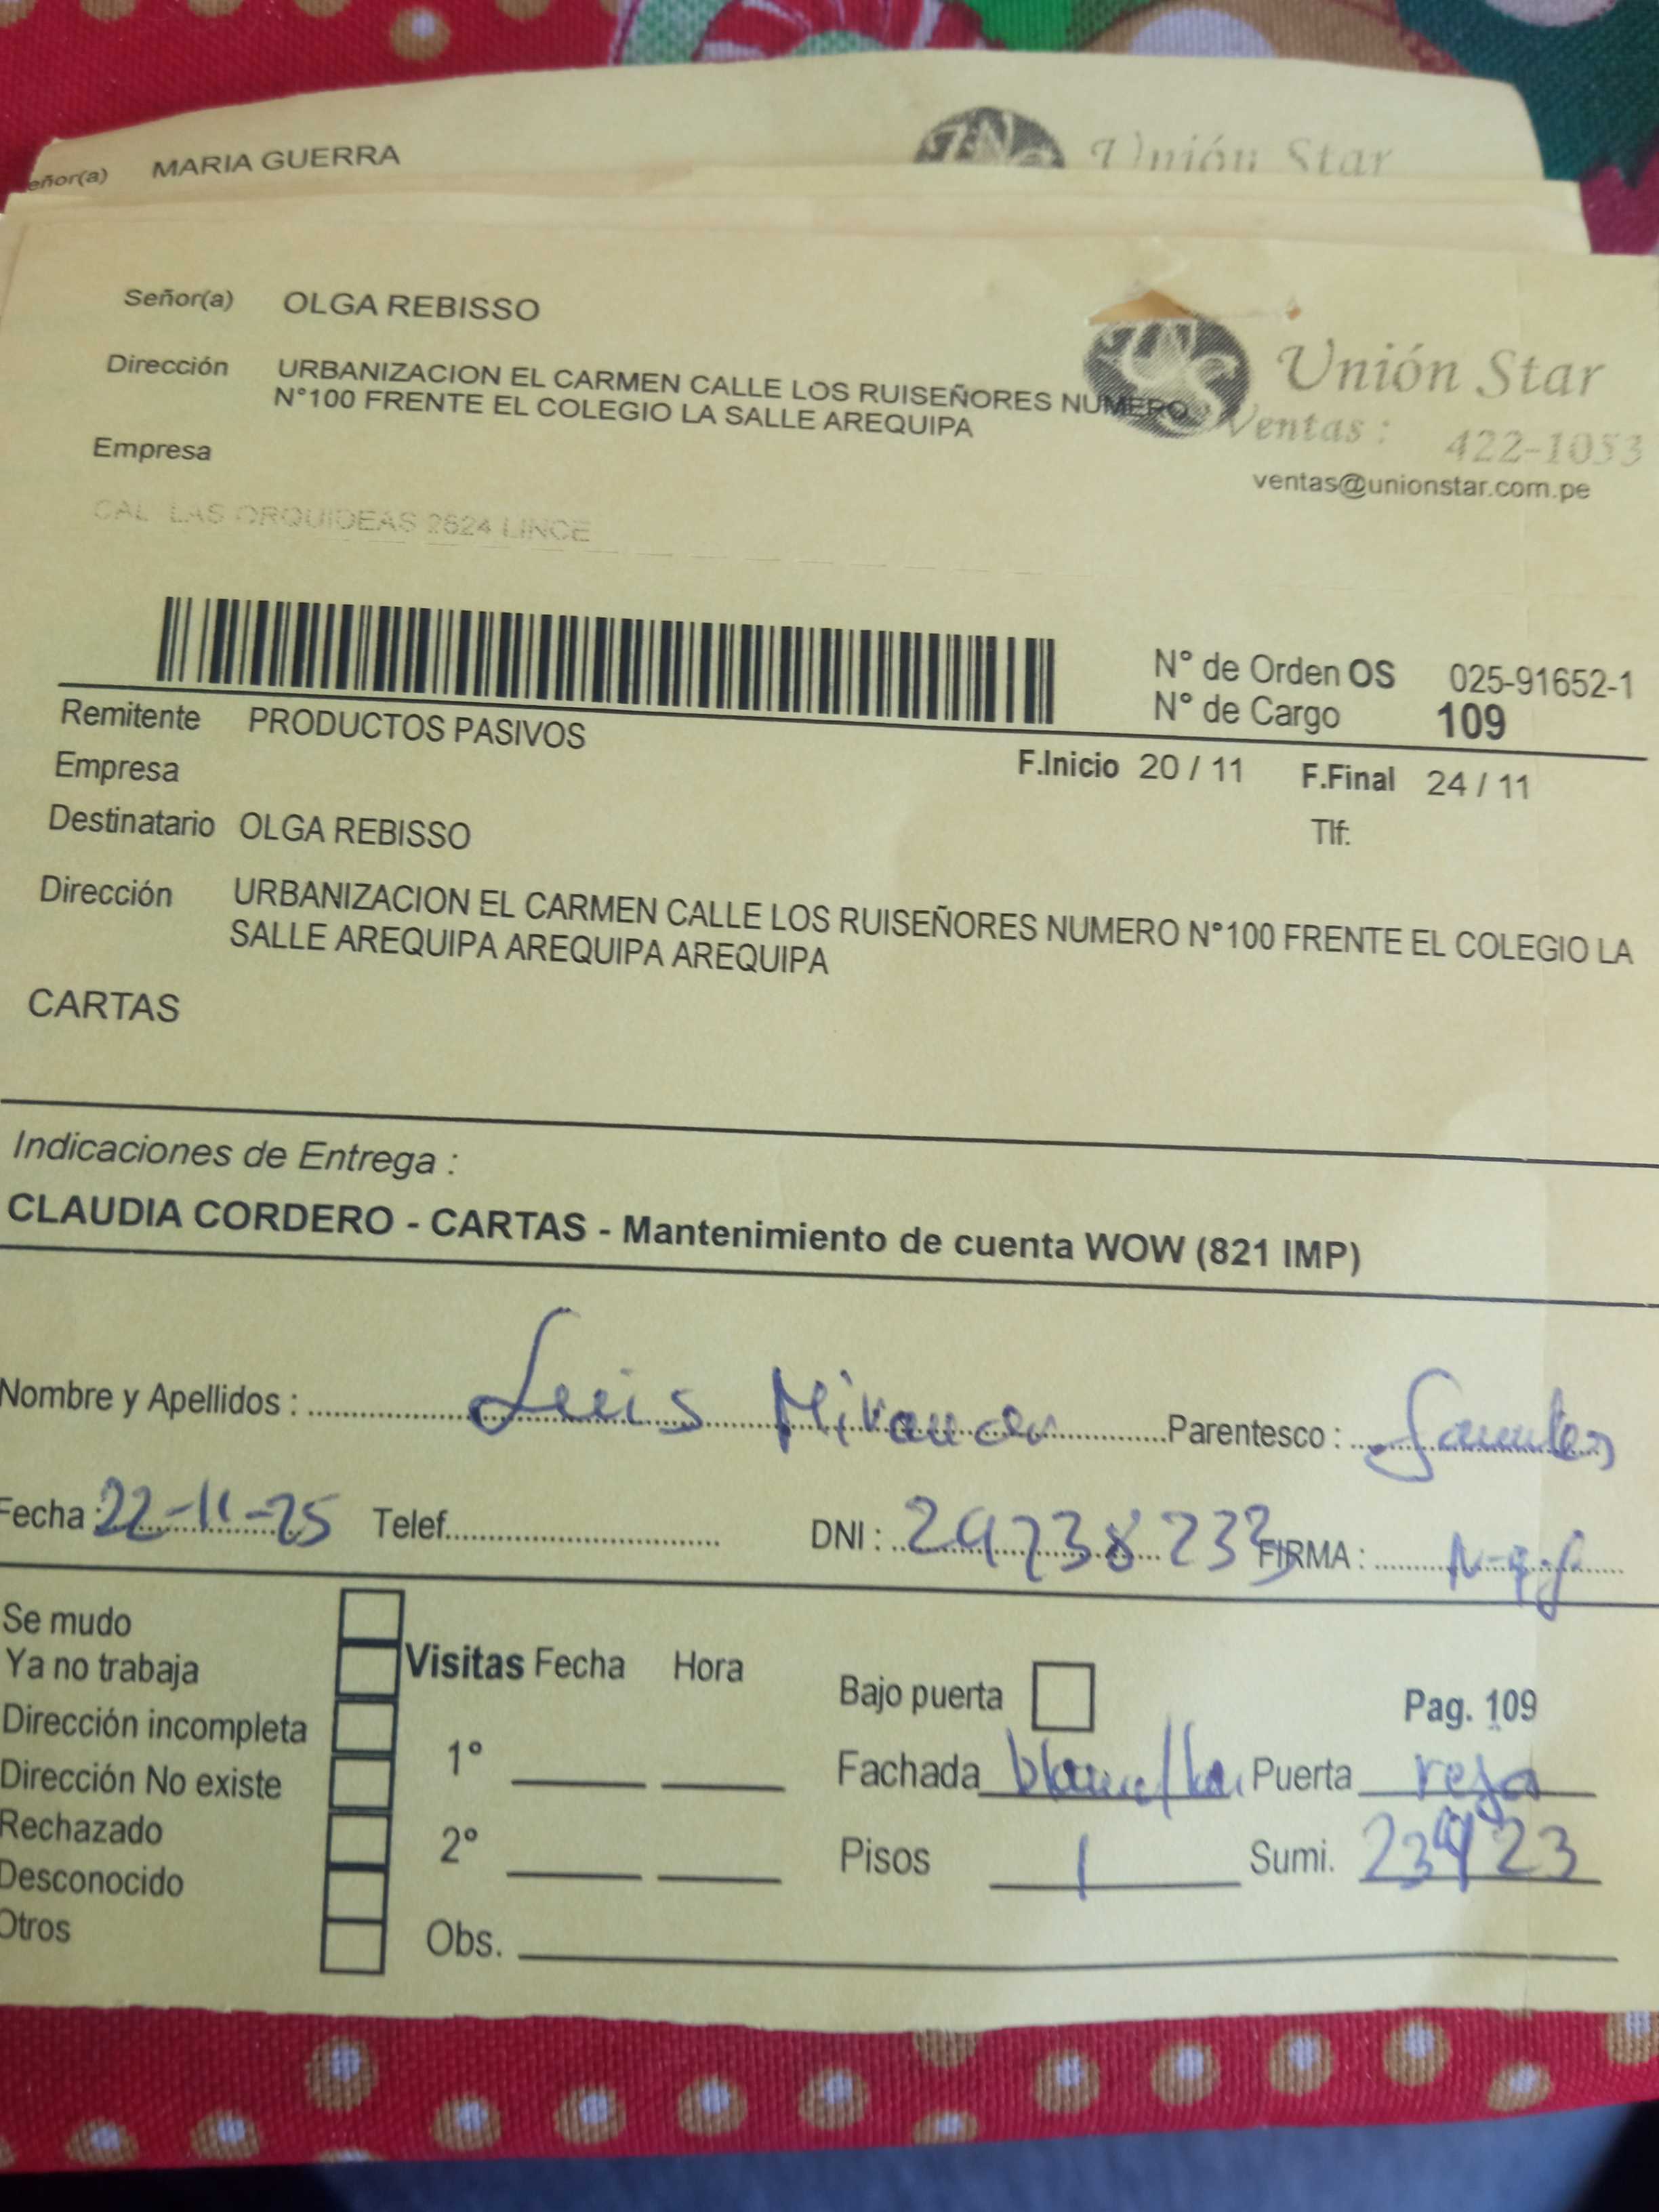 eñor(a) MARIA GUERRA
Unión Star
Señor(a) OLGA REBISSO
Dirección URBANIZACION EL CARMEN CALLE LOS RUISEÑORES NUMERO
N°100 FRENTE EL COLEGIO LA SALLE AREQUIPA
Unión Star
Ventas : 422-1053
ventas@unionstar.com.pe
Empresa
CAL LAS ORQUIDEAS 2624 LINCE
N° de Orden OS 025-91652-1
N° de Cargo 109
Remitente PRODUCTOS PASIVOS
Empresa
F.Inicio 20 / 11 F.Final 24 / 11
Destinatario OLGA REBISSO
Tlf:
Dirección URBANIZACION EL CARMEN CALLE LOS RUISEÑORES NUMERO N°100 FRENTE EL COLEGIO LA
SALLE AREQUIPA AREQUIPA AREQUIPA
CARTAS
Indicaciones de Entrega :
CLAUDIA CORDERO - CARTAS - Mantenimiento de cuenta WOW (821 IMP)
Nombre y Apellidos : Luis Miranda Parentesco :
Fecha : 22-11-25 Telef. DNI : 29738233 FIRMA :
Se mudo
Ya no trabaja
Dirección incompleta
Dirección No existe
Rechazado
Desconocido
Otros
Visitas Fecha Hora
1°
2°
Obs.
Bajo puerta Pag. 109
Fachada Puerta reja
Pisos 1 Sumi.